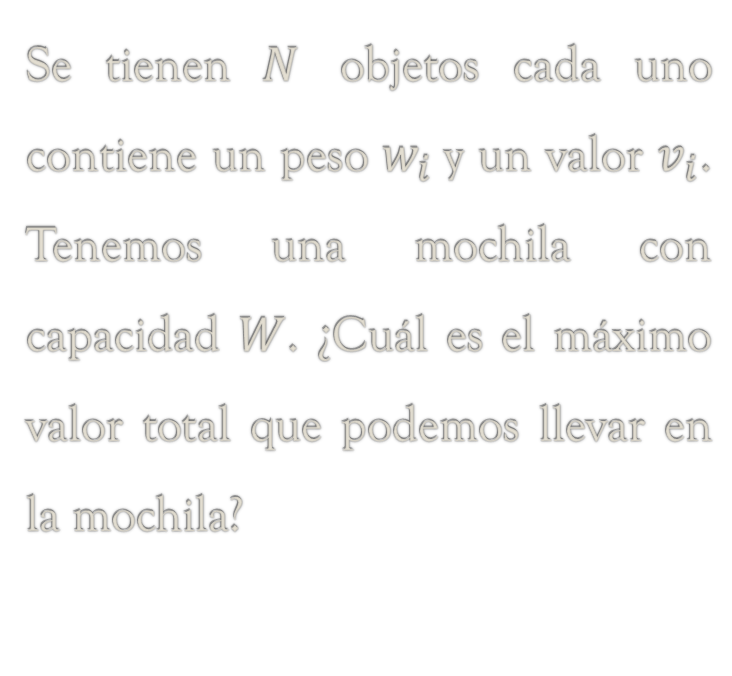 Se tienen N objetos cada uno
contiene un peso wᵢ y un valor vᵢ.
Tenemos una mochila con
capacidad W. ¿Cuál es el máximo
valor total que podemos llevar en
la mochila?